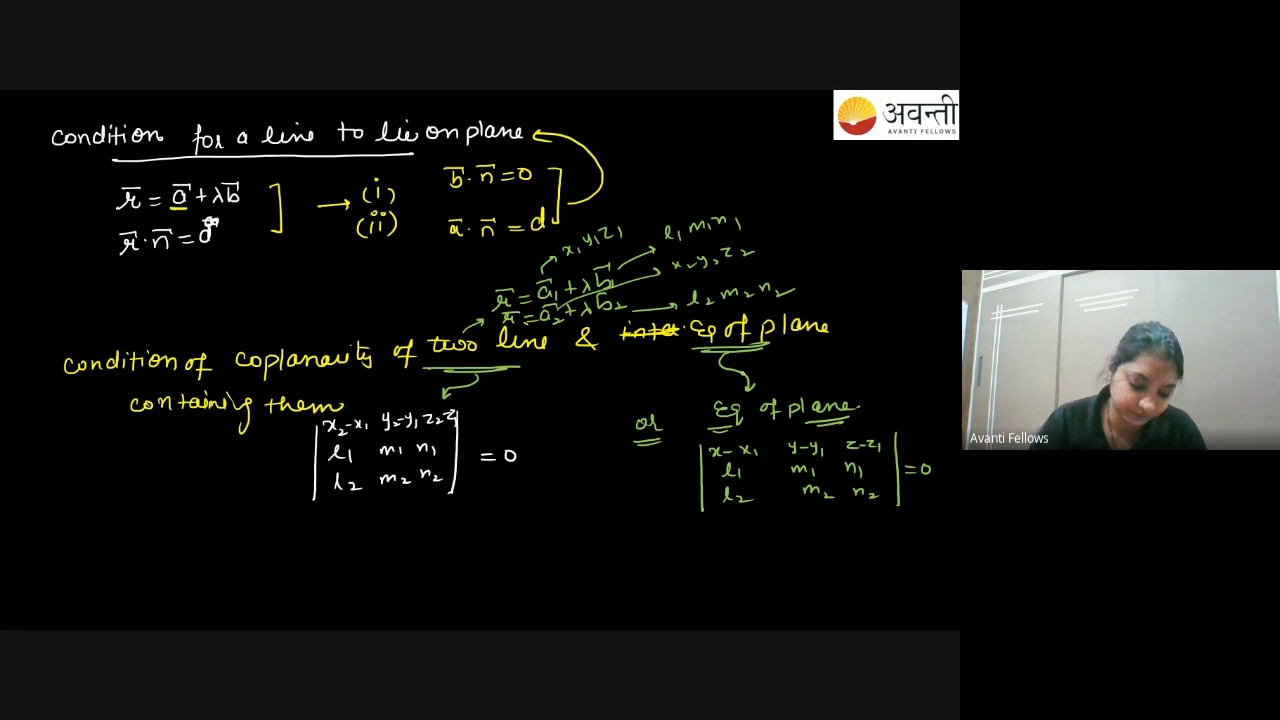 अवन्ती
AVANTI FELLOWS
condition for a line to lie on plane
r̅ = a̅ + λb̅
r̅ · n̅ = d
→ (i) b̅ · n̅ = 0
(ii) a̅ · n̅ = d
x₁ y₁ z₁
l₁ m₁ n₁
x₂ y₂ z₂
r̅ = a̅₁ + λb̅₁
r̅ = a̅₂ + λb̅₂
l₂ m₂ n₂
condition of coplanarity of two line & Eq of plane
containing them
x₂-x₁ y₂-y₁ z₂-z₁
l₁ m₁ n₁ = 0
l₂ m₂ n₂
or Eq of plane
x-x₁ y-y₁ z-z₁
l₁ m₁ n₁ = 0
l₂ m₂ n₂
Avanti Fellows